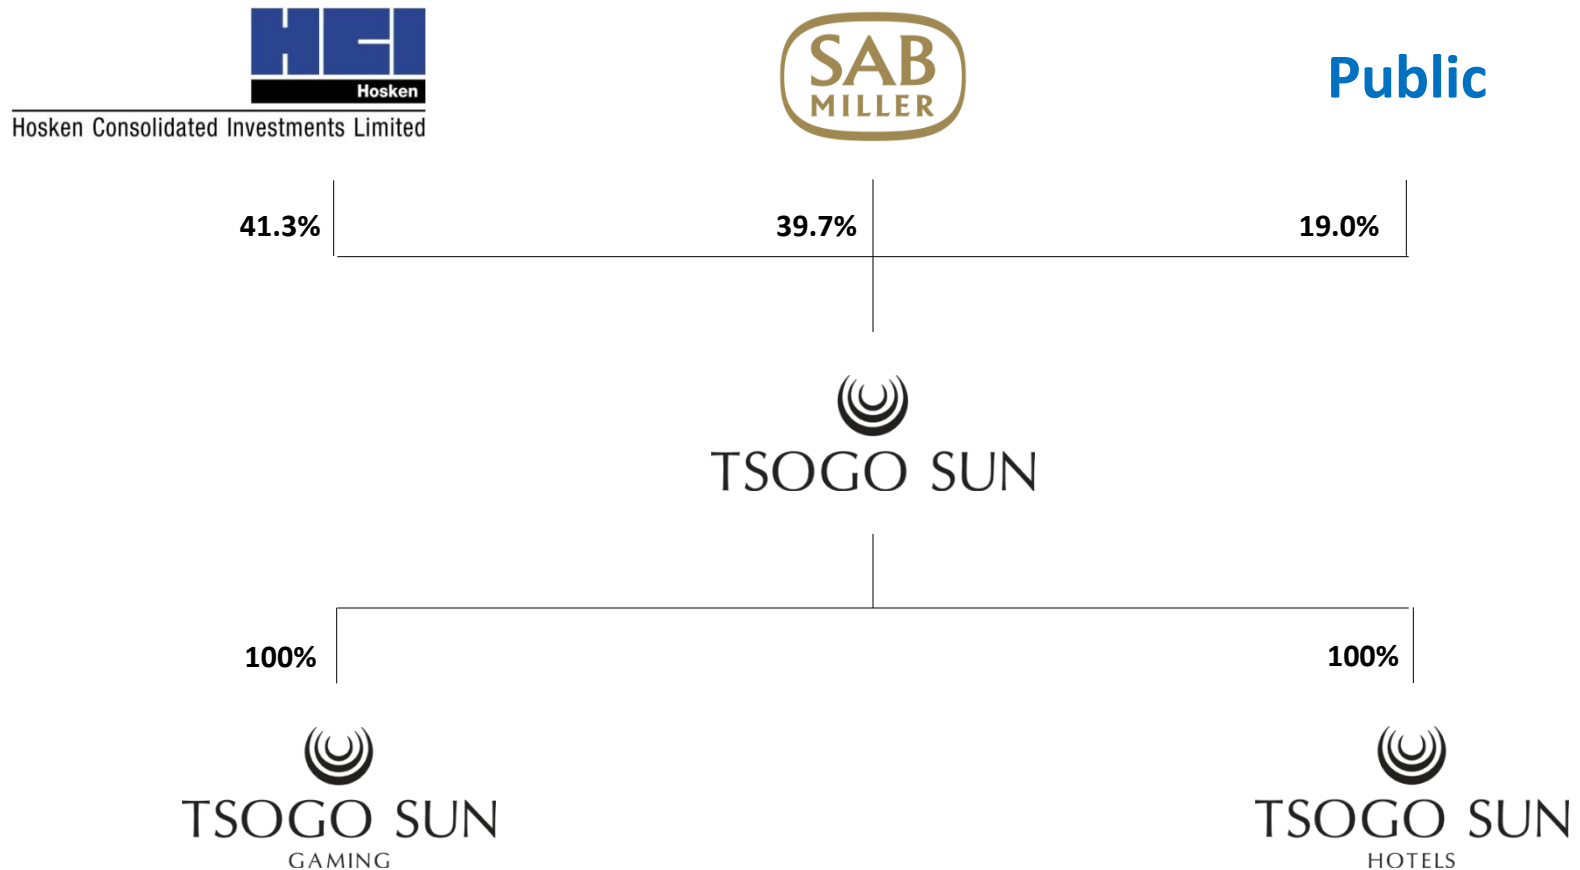 HCI
Hosken
Hosken Consolidated Investments Limited
SAB
MILLER
Public
41.3%
39.7%
19.0%
TSOGO SUN
100%
100%
TSOGO SUN
GAMING
TSOGO SUN
HOTELS